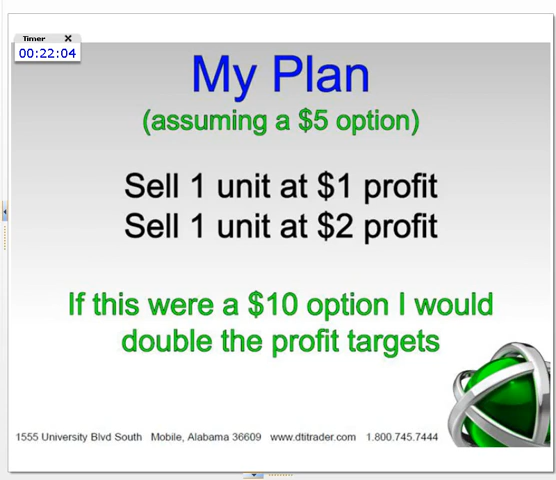 Timer
00:22:04
My Plan
(assuming a $5 option)
Sell 1 unit at $1 profit
Sell 1 unit at $2 profit
If this were a $10 option I would
double the profit targets
1555 University Blvd South Mobile, Alabama 36609 www.dtitrader.com 1.800.745.7444